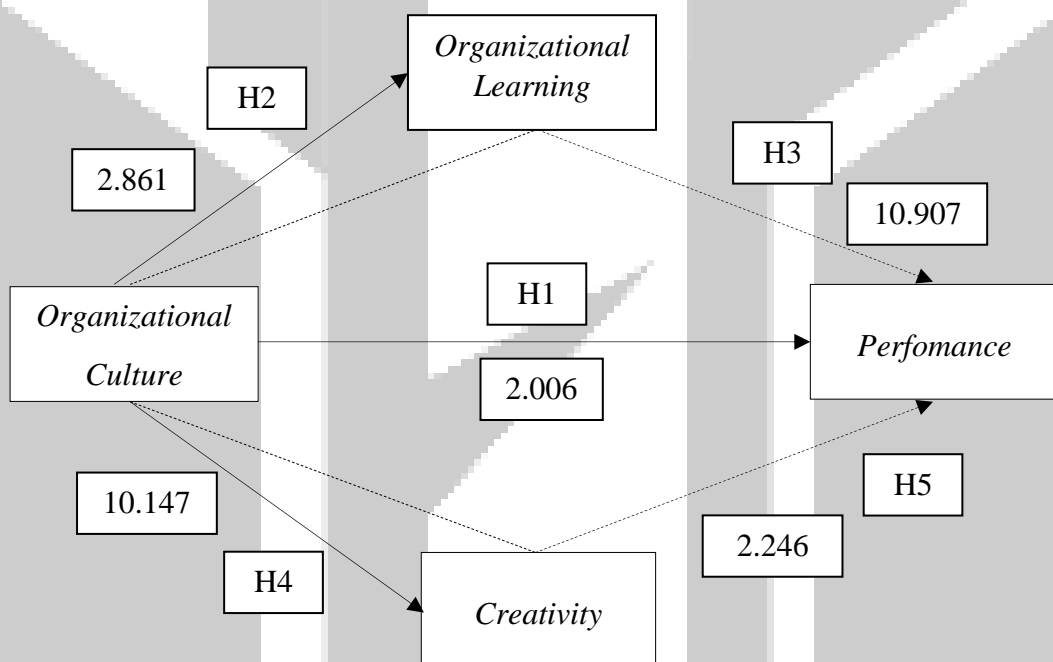 Organizational
Learning
H2
H3
2.861
10.907
H1
Organizational
Culture
Perfomance
2.006
10.147
H5
2.246
H4
Creativity